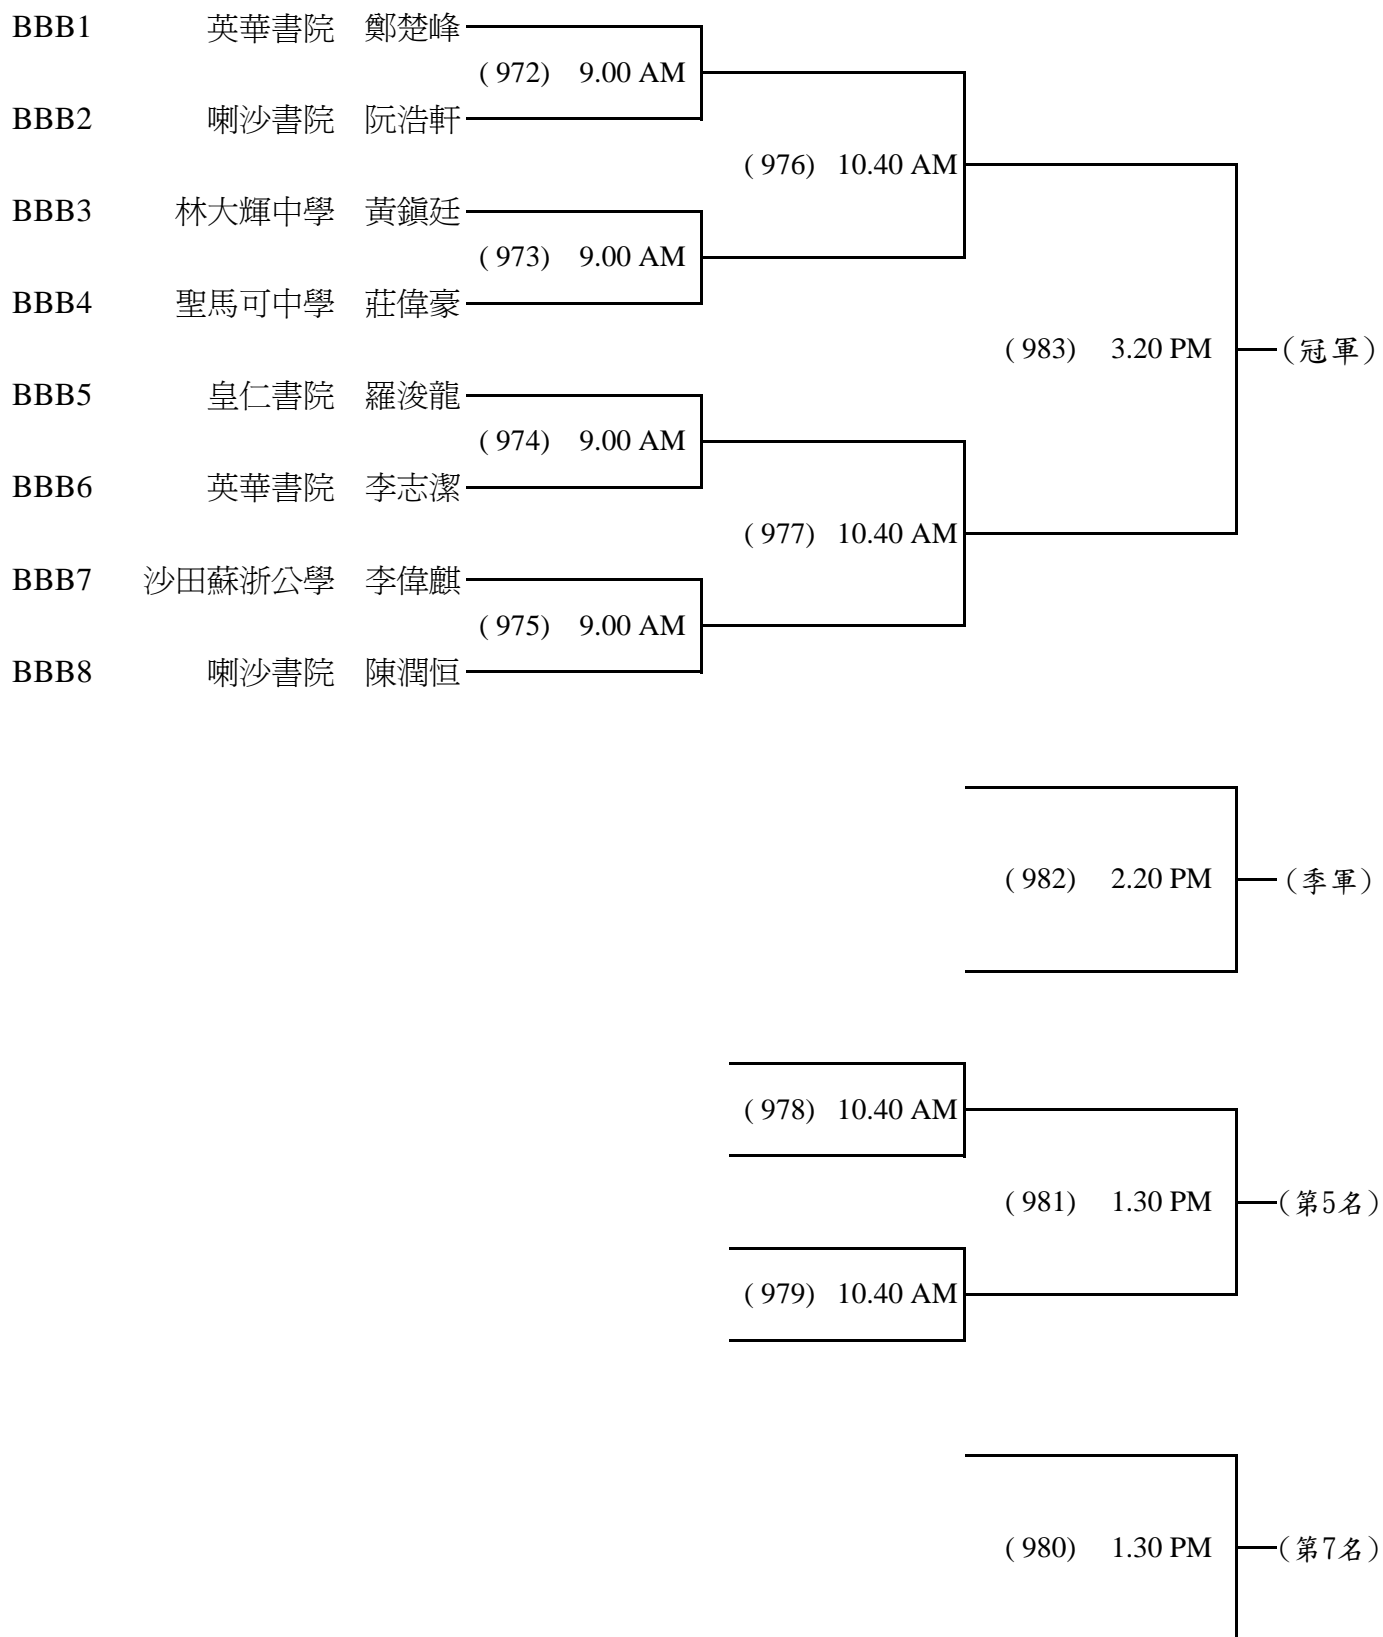 BBB1 英華書院 鄭楚峰
( 972) 9.00 AM
BBB2 喇沙書院 阮浩軒
( 976) 10.40 AM
BBB3 林大輝中學 黃鎭廷
( 973) 9.00 AM
BBB4 聖馬可中學 莊偉豪
( 983) 3.20 PM (冠軍)
BBB5 皇仁書院 羅浚龍
( 974) 9.00 AM
BBB6 英華書院 李志潔
( 977) 10.40 AM
BBB7 沙田蘇浙公學 李偉麒
( 975) 9.00 AM
BBB8 喇沙書院 陳潤恒
( 982) 2.20 PM (季軍)
( 978) 10.40 AM
( 981) 1.30 PM (第5名)
( 979) 10.40 AM
( 980) 1.30 PM (第7名)